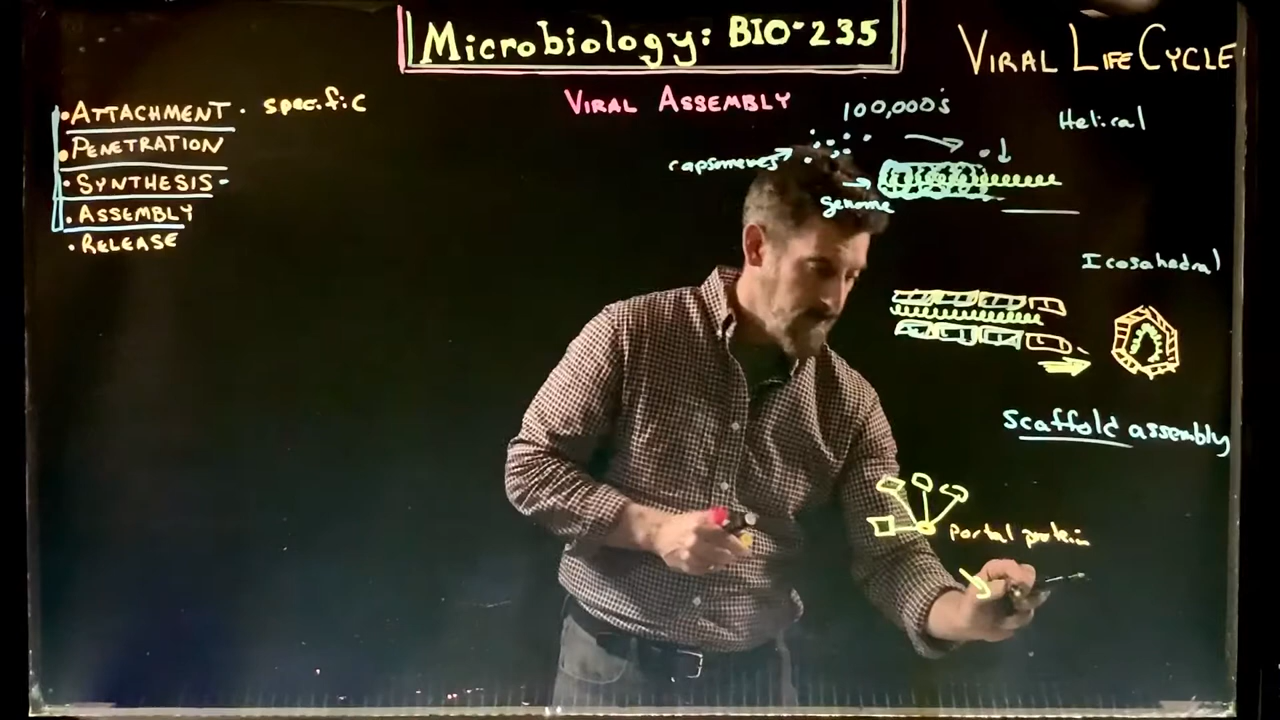 Microbiology: BIO-235
VIRAL LIFE CYCLE
• ATTACHMENT • specific
• PENETRATION
• SYNTHESIS •
• ASSEMBLY
• RELEASE
VIRAL ASSEMBLY
100,000's
Helical
capsomeres
genome
Icosahedral
Scaffold assembly
portal protein